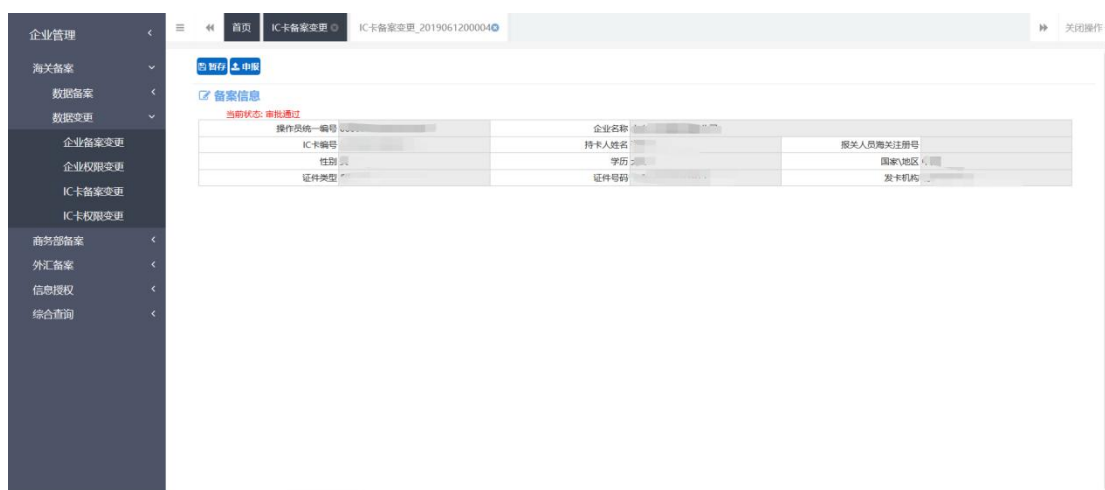 企业管理
首页 IC卡备案变更 IC卡备案变更_2019061200004 关闭操作
海关备案
暂存 申报
数据备案
备案信息
数据变更
当前状态: 审批通过
操作员统一编号 企业名称
企业备案变更
IC卡编号 持卡人姓名 报关人员海关注册号
企业权限变更
性别 学历 国家\地区
证件类型 证件号码 发卡机构
IC卡备案变更
IC卡权限变更
商务部备案
外汇备案
信息授权
综合查询